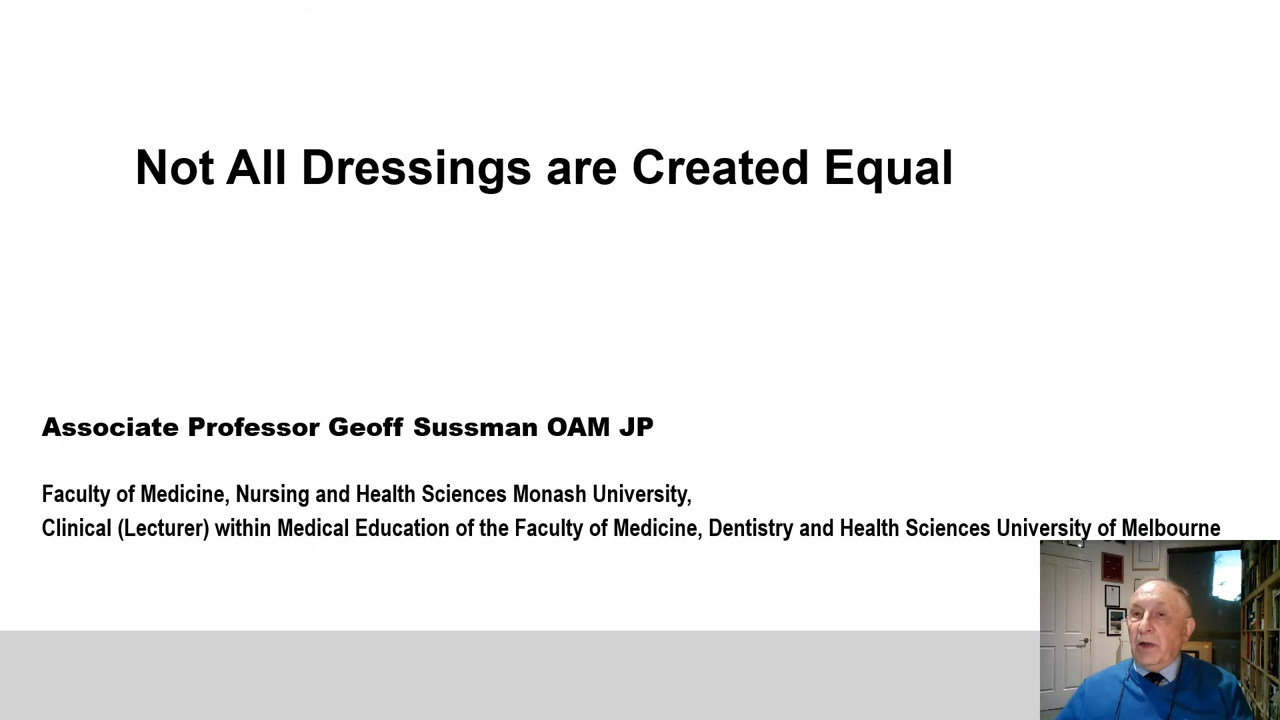 Not All Dressings are Created Equal
Associate Professor Geoff Sussman OAM JP
Faculty of Medicine, Nursing and Health Sciences Monash University,
Clinical (Lecturer) within Medical Education of the Faculty of Medicine, Dentistry and Health Sciences University of Melbourne